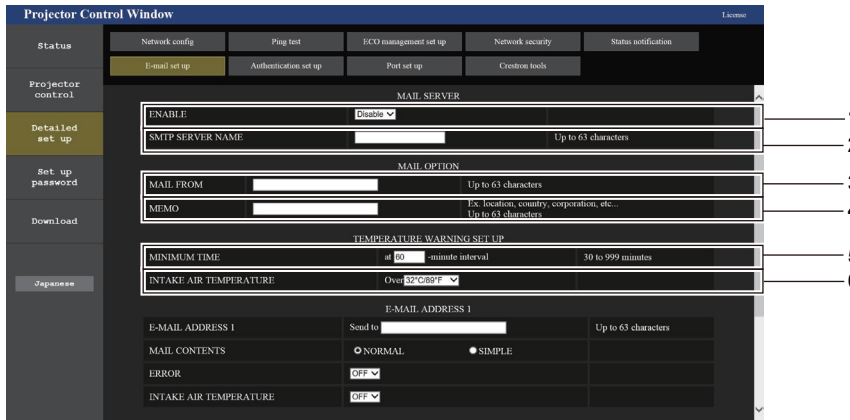 Projector Control Window License
Status
Network config Ping test ECO management set up Network security Status notification
E-mail set up Authentication set up Port set up Crestron tools
Projector
control
Detailed
set up
Set up
password
Download
Japanese
MAIL SERVER
ENABLE Disable
SMTP SERVER NAME Up to 63 characters
MAIL OPTION
MAIL FROM Up to 63 characters
MEMO Ex. location, country, corporation, etc...
Up to 63 characters
TEMPERATURE WARNING SET UP
MINIMUM TIME at 60 -minute interval 30 to 999 minutes
INTAKE AIR TEMPERATURE Over 32°C/89°F
E-MAIL ADDRESS 1
E-MAIL ADDRESS 1 Send to Up to 63 characters
MAIL CONTENTS NORMAL SIMPLE
ERROR OFF
INTAKE AIR TEMPERATURE OFF